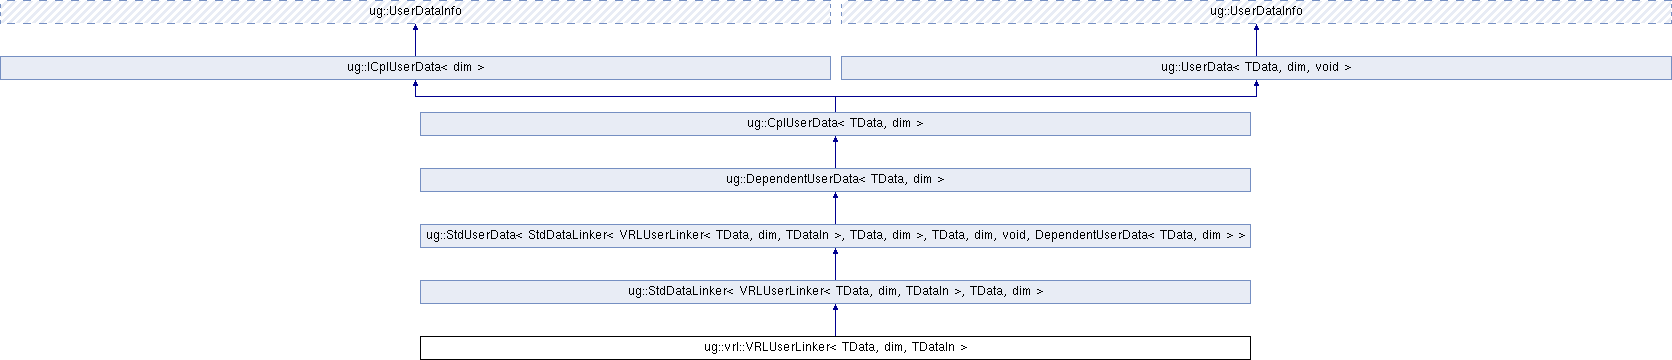 ug::UserDataInfo
ug::UserDataInfo
ug::ICplUserData< dim >
ug::UserData< TData, dim, void >
ug::CplUserData< TData, dim >
ug::DependentUserData< TData, dim >
ug::StdUserData< StdDataLinker< VRLUserLinker< TData, dim, TDataIn >, TData, dim >, TData, dim, void, DependentUserData< TData, dim > >
ug::StdDataLinker< VRLUserLinker< TData, dim, TDataIn >, TData, dim >
ug::vrl::VRLUserLinker< TData, dim, TDataIn >